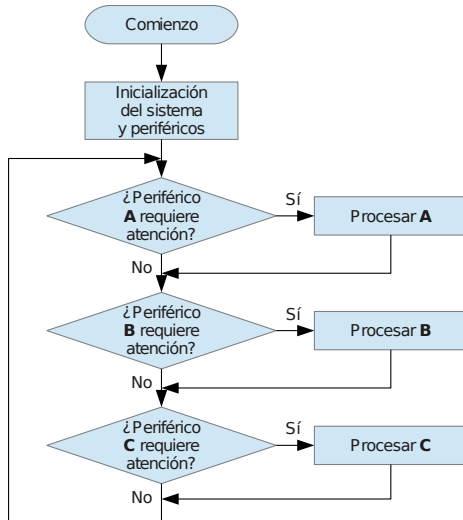 Comienzo
Inicialización
del sistema
y periféricos
¿Periférico
A requiere
atención?
Sí
Procesar A
No
¿Periférico
B requiere
atención?
Sí
Procesar B
No
¿Periférico
C requiere
atención?
Sí
Procesar C
No